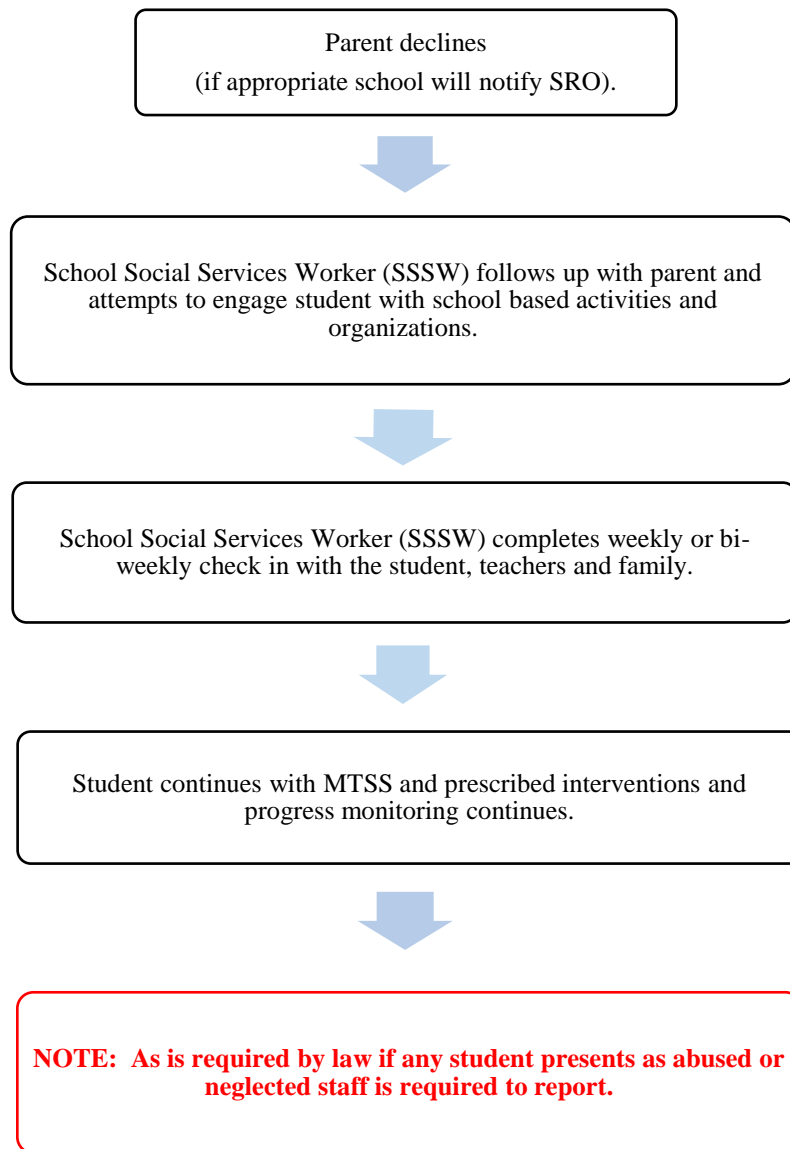 Parent declines
(if appropriate school will notify SRO).
School Social Services Worker (SSSW) follows up with parent and
attempts to engage student with school based activities and
organizations.
School Social Services Worker (SSSW) completes weekly or bi-
weekly check in with the student, teachers and family.
Student continues with MTSS and prescribed interventions and
progress monitoring continues.
NOTE:  As is required by law if any student presents as abused or
neglected staff is required to report.